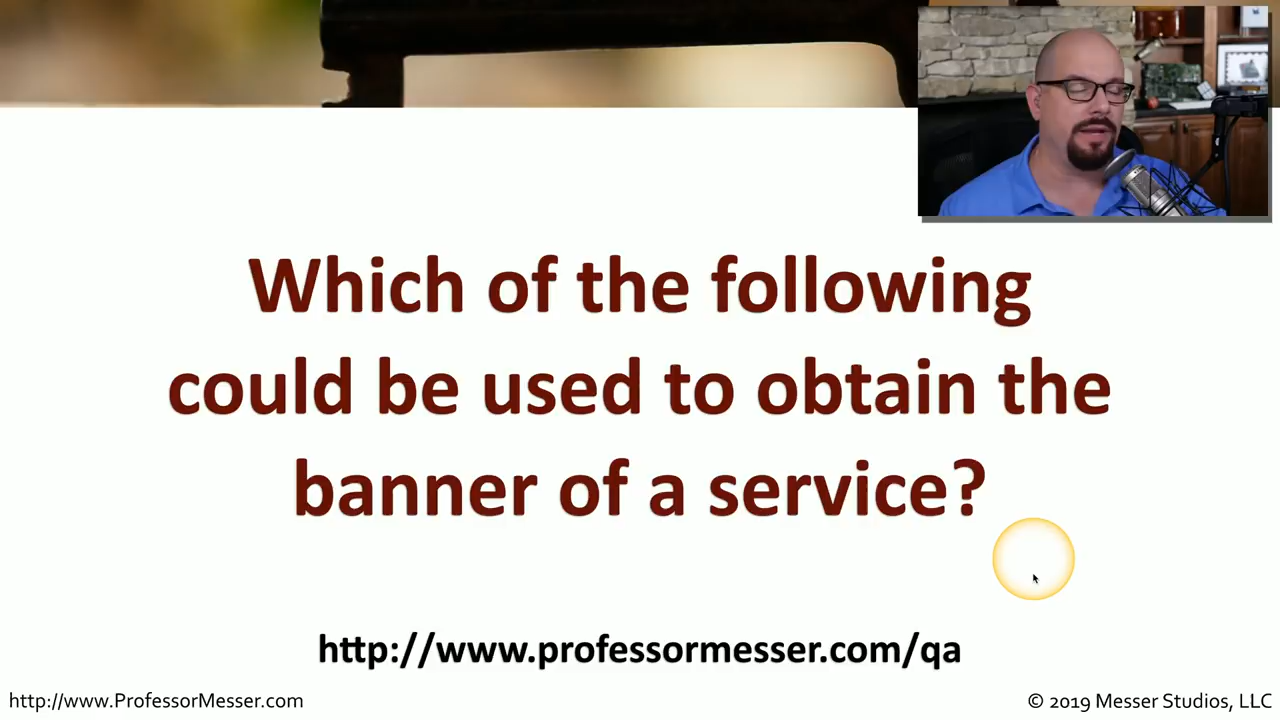 Which of the following
could be used to obtain the
banner of a service?
http://www.professormesser.com/qa
http://www.ProfessorMesser.com
© 2019 Messer Studios, LLC